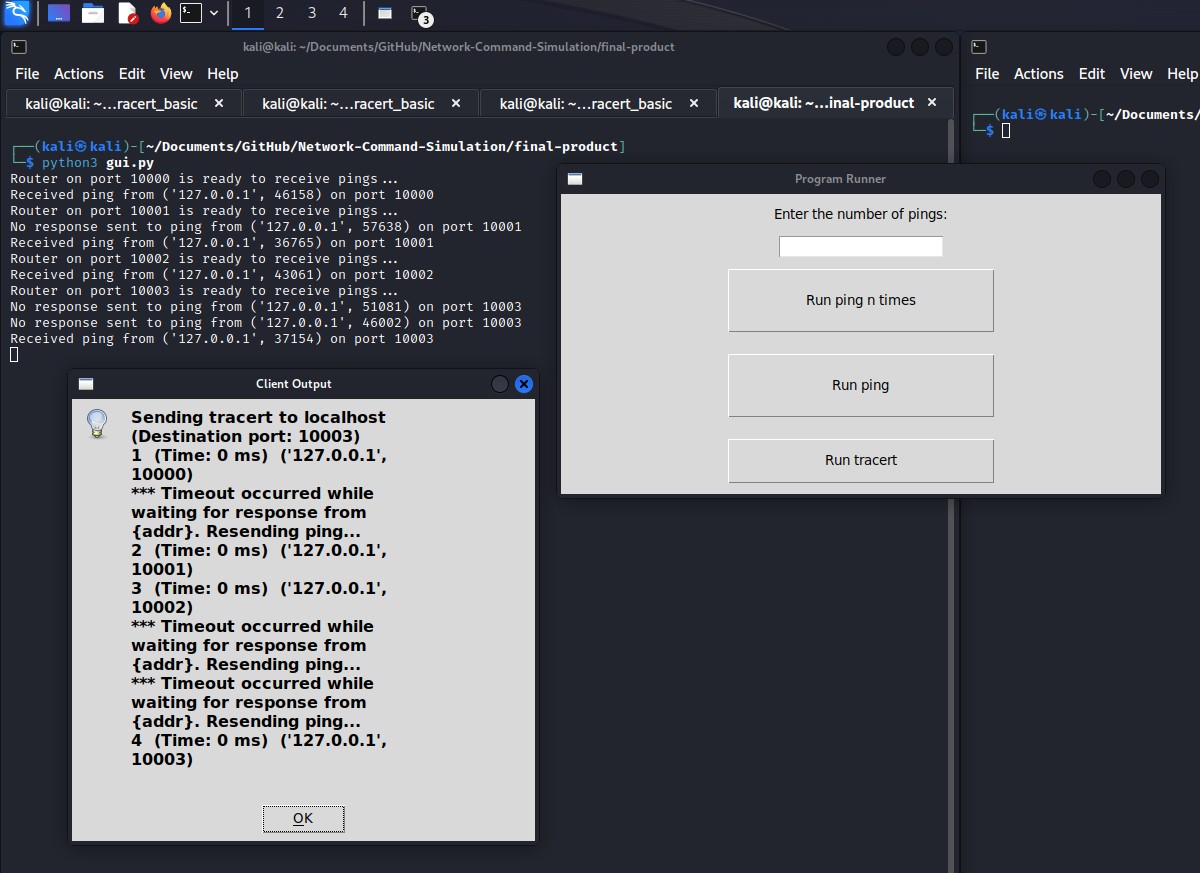 1 2 3 4 3
kali@kali: ~/Documents/GitHub/Network-Command-Simulation/final-product
File Actions Edit View Help
kali@kali: ~...racert_basic
kali@kali: ~...racert_basic
kali@kali: ~...racert_basic
kali@kali: ~...inal-product
┌──(kali㉿kali)-[~/Documents/GitHub/Network-Command-Simulation/final-product]
└─$ python3 gui.py
Router on port 10000 is ready to receive pings...
Received ping from ('127.0.0.1', 46158) on port 10000
Router on port 10001 is ready to receive pings...
No response sent to ping from ('127.0.0.1', 57638) on port 10001
Received ping from ('127.0.0.1', 36765) on port 10001
Router on port 10002 is ready to receive pings...
Received ping from ('127.0.0.1', 43061) on port 10002
Router on port 10003 is ready to receive pings...
No response sent to ping from ('127.0.0.1', 51081) on port 10003
No response sent to ping from ('127.0.0.1', 46002) on port 10003
Received ping from ('127.0.0.1', 37154) on port 10003
File Actions Edit View Help
┌──(kali㉿kali)-[~/Documents/
└─$
Program Runner
Enter the number of pings:
Run ping n times
Run ping
Run tracert
Client Output
Sending tracert to localhost
(Destination port: 10003)
1 (Time: 0 ms) ('127.0.0.1',
10000)
*** Timeout occurred while
waiting for response from
{addr}. Resending ping...
2 (Time: 0 ms) ('127.0.0.1',
10001)
3 (Time: 0 ms) ('127.0.0.1',
10002)
*** Timeout occurred while
waiting for response from
{addr}. Resending ping...
*** Timeout occurred while
waiting for response from
{addr}. Resending ping...
4 (Time: 0 ms) ('127.0.0.1',
10003)
OK